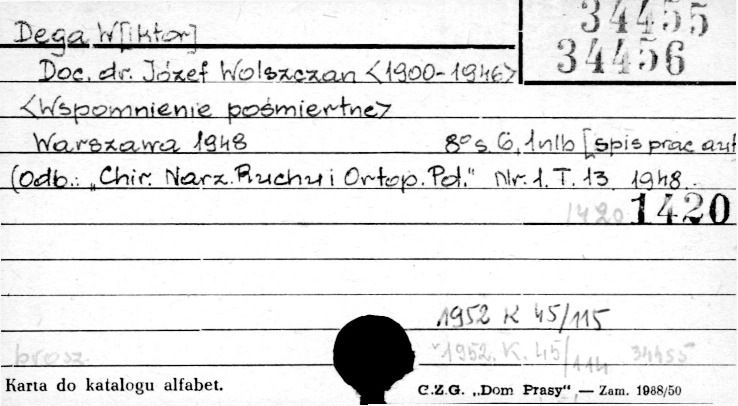 34455
Dega W[iktor]
34456
Doc. dr. Józef Wolszczan <1900-1946>
<Wspomnienie pośmiertne>
Warszawa 1948 8° s. 6, 1 nlb [spis prac aut
(Odb.: „Chir. Narz. Ruchu i Ortop. Pol." Nr. 1. T. 13 1948.
1420 1420
1952 K 45/115
brosz. 1952. K. 45/114 34455
Karta do katalogu alfabet. C.Z.G. „Dom Prasy", — Zam. 1988/50